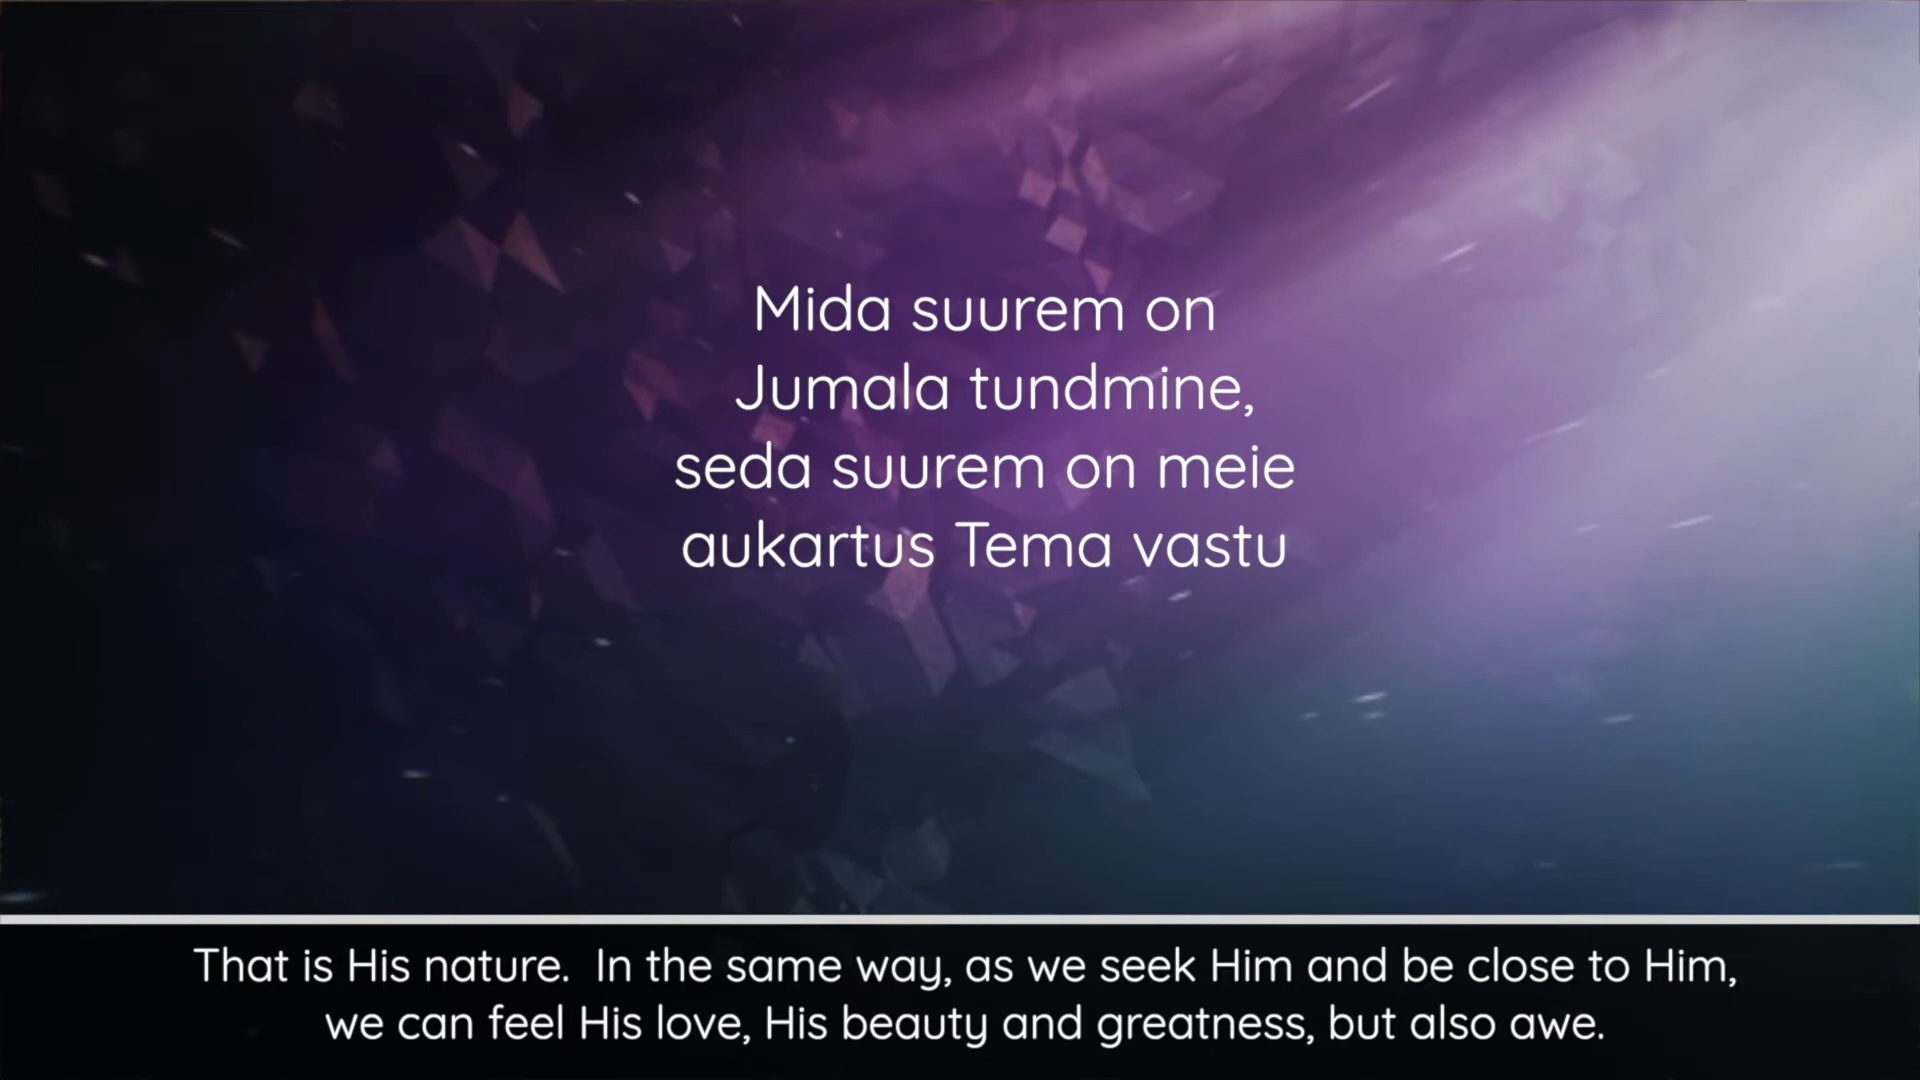 Mida suurem on
Jumala tundmine,
seda suurem on meie
aukartus Tema vastu
That is His nature.  In the same way, as we seek Him and be close to Him,
we can feel His love, His beauty and greatness, but also awe.